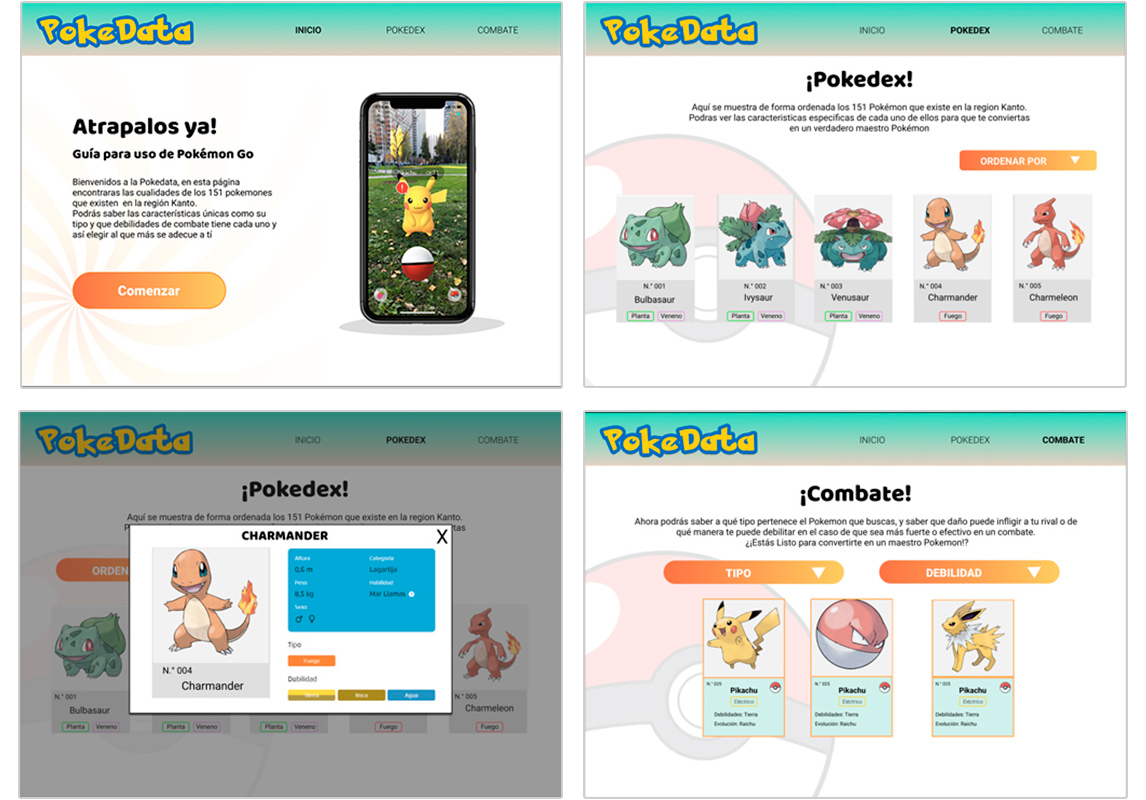 PokeData
INICIO
POKEDEX
COMBATE
Atrapalos ya!
Guía para uso de Pokémon Go
Bienvenidos a la Pokedata, en esta página
encontraras las cualidades de los 151 pokemones
que existen en la región Kanto.
Podrás saber las características únicas como su
tipo y que debilidades de combate tiene cada uno y
así elegir al que más se adecue a tí
Comenzar
Pikachu
PokeData
INICIO
POKEDEX
COMBATE
¡Pokedex!
Aquí se muestra de forma ordenada los 151 Pokémon que existe en la region Kanto.
Podras ver las caracteristicas especificas de cada uno de ellos para que te conviertas
en un verdadero maestro Pokémon
ORDENAR POR
N.° 001
Bulbasaur
Planta
Veneno
N.° 002
Ivysaur
Planta
Veneno
N.° 003
Venusaur
Planta
Veneno
N.° 004
Charmander
Fuego
N.° 005
Charmeleon
Fuego
PokeData
INICIO
POKEDEX
COMBATE
¡Pokedex!
Aquí se muestra de forma ordenada los 151 Pokémon que existe en la region Kanto.
ORDEN
N.° 001
Bulbasaur
Planta
Veneno
Planta
Veneno
Planta
Veneno
Fuego
N.° 005
Charmeleon
Fuego
CHARMANDER
X
N.° 004
Charmander
Altura
0,6 m
Categoría
Lagartija
Peso
8,5 kg
Habilidad
Mar Llamas
Sexo
Tipo
Fuego
Debilidad
Tierra
Roca
Agua
PokeData
INICIO
POKEDEX
COMBATE
¡Combate!
Ahora podrás saber a qué tipo pertenece el Pokemon que buscas, y saber que daño puede infligir a tu rival o de
qué manera te puede debilitar en el caso de que sea más fuerte o efectivo en un combate.
¿¡Estás Listo para convertirte en un maestro Pokemon!?
TIPO
DEBILIDAD
N.° 025
Pikachu
Eléctrico
Debilidades: Tierra
Evolución: Raichu
N.° 025
Pikachu
Eléctrico
Debilidades: Tierra
Evolución: Raichu
N.° 025
Pikachu
Eléctrico
Debilidades: Tierra
Evolución: Raichu